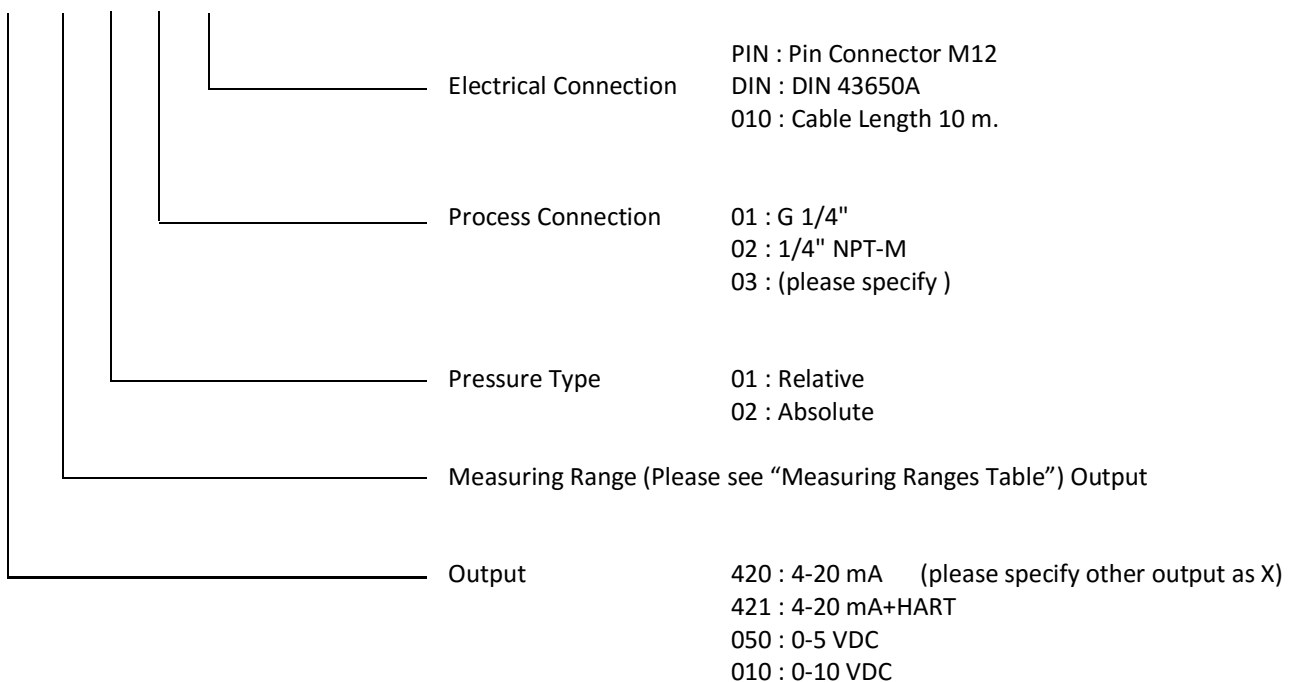 PIN : Pin Connector M12
Electrical Connection DIN : DIN 43650A
010 : Cable Length 10 m.
Process Connection 01 : G 1/4"
02 : 1/4" NPT-M
03 : (please specify )
Pressure Type 01 : Relative
02 : Absolute
Measuring Range (Please see “Measuring Ranges Table”) Output
Output 420 : 4-20 mA (please specify other output as X)
421 : 4-20 mA+HART
050 : 0-5 VDC
010 : 0-10 VDC